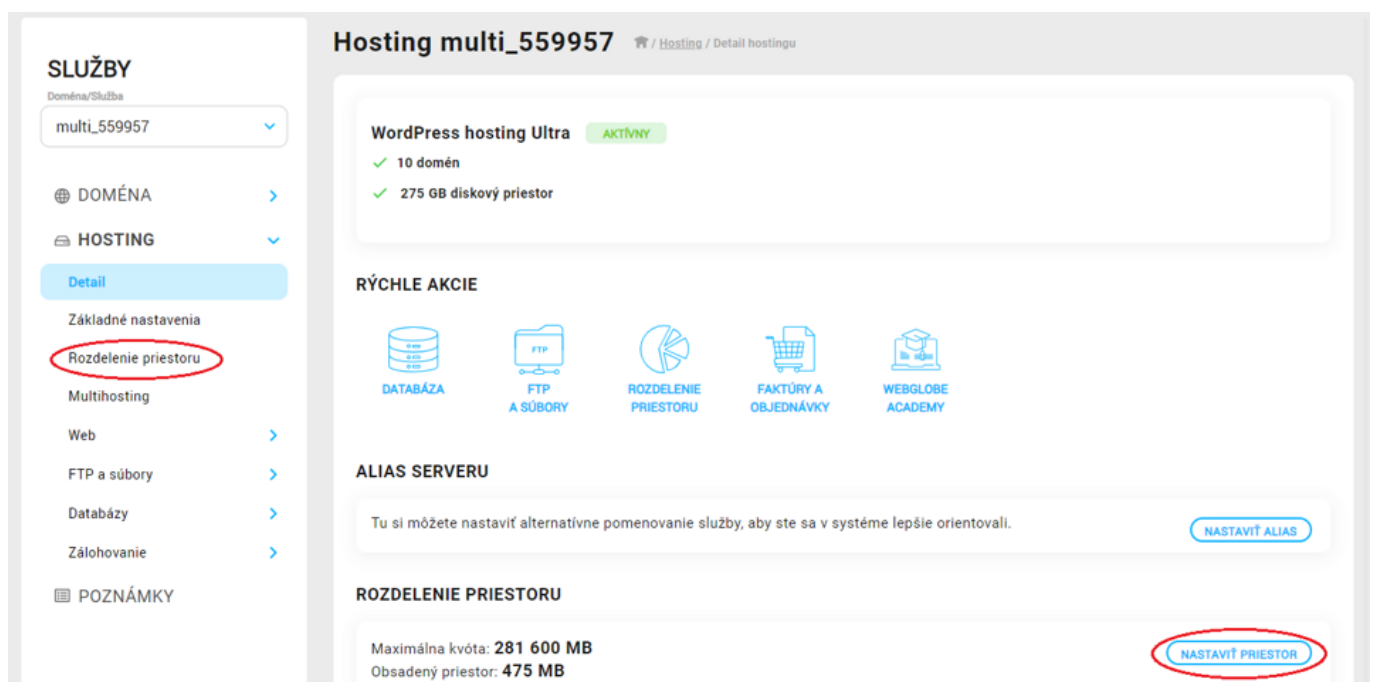 SLUŽBY
Doména/Služba
multi_559957
DOMÉNA
HOSTING
Detail
Základné nastavenia
Rozdelenie priestoru
Multihosting
Web
FTP a súbory
Databázy
Zálohovanie
POZNÁMKY
Hosting multi_559957
/ Hosting / Detail hostingu
WordPress hosting Ultra AKTÍVNY
10 domén
275 GB diskový priestor
RÝCHLE AKCIE
DATABÁZA
FTP
FTP
A SÚBORY
ROZDELENIE
PRIESTORU
FAKTÚRY A
OBJEDNÁVKY
WEBGLOBE
ACADEMY
ALIAS SERVERU
Tu si môžete nastaviť alternatívne pomenovanie služby, aby ste sa v systéme lepšie orientovali.
NASTAVIŤ ALIAS
ROZDELENIE PRIESTORU
Maximálna kvóta: 281 600 MB
Obsadený priestor: 475 MB
NASTAVIŤ PRIESTOR